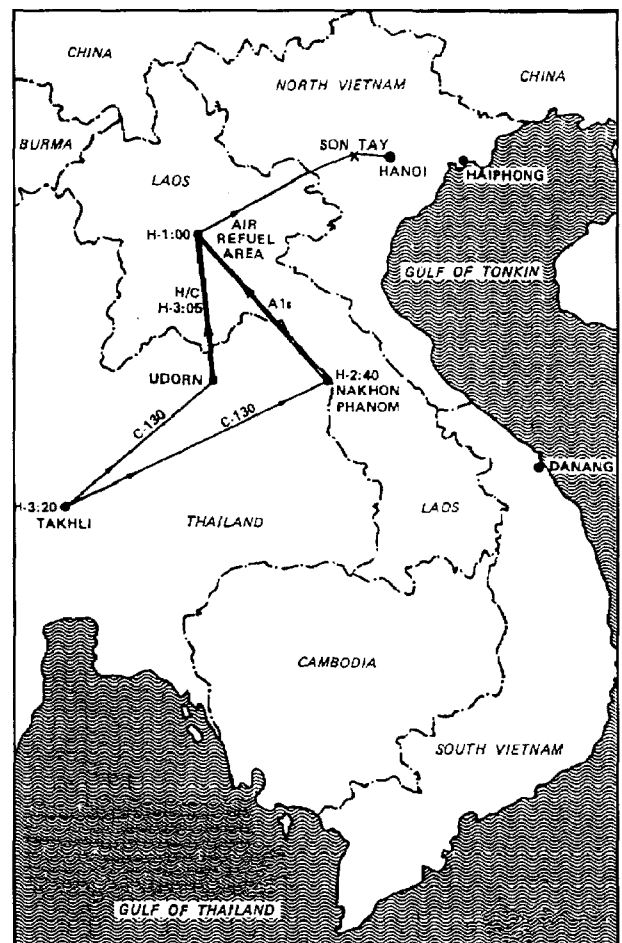 CHINA
NORTH VIETNAM
CHINA
BURMA
SON TAY
HANOI
HAIPHONG
LAOS
H-1:00
AIR
REFUEL
AREA
GULF OF TONKIN
H/C
H-3:05
A1s
UDORN
H-2:40
NAKHON
PHANOM
C-130
C-130
DANANG
H-3:20
TAKHLI
THAILAND
LAOS
CAMBODIA
SOUTH VIETNAM
GULF OF THAILAND